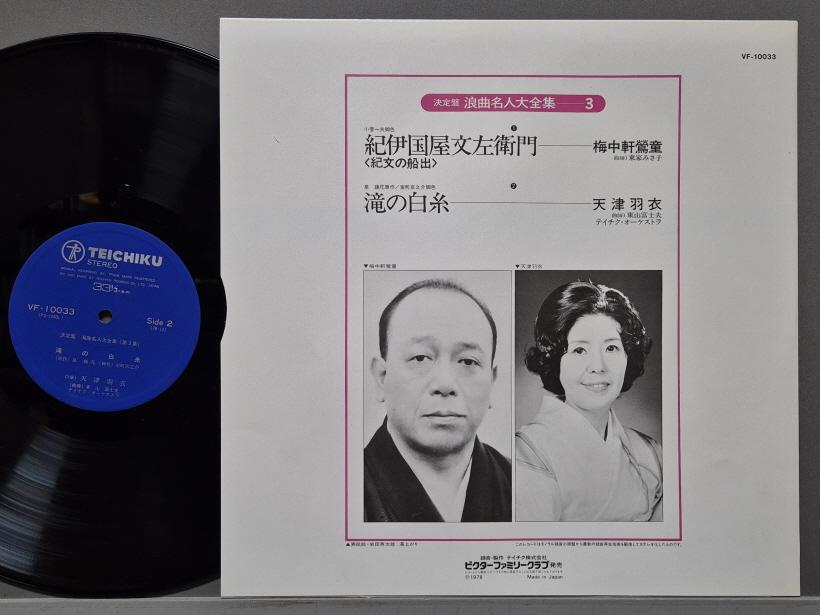 TEICHIKU
STEREO
33⅓
VF-10033
Side 2
決定盤 浪曲名人大全集(第3集)
滝の白糸
天津羽衣
テイチク・オーケストラ
VF-10033
決定盤 浪曲名人大全集 3
❶
紀伊国屋文左衛門 梅中軒鶯童
〈紀文の船出〉
(曲師)東家みさ子
❷
滝の白糸 天津羽衣
(曲師)東山富士夫
テイチク・オーケストラ
▼梅中軒鶯童
▼天津羽衣
録音・製作 テイチク株式会社
ビクターファミリークラブ発売
Ⓟ1978 Made in Japan